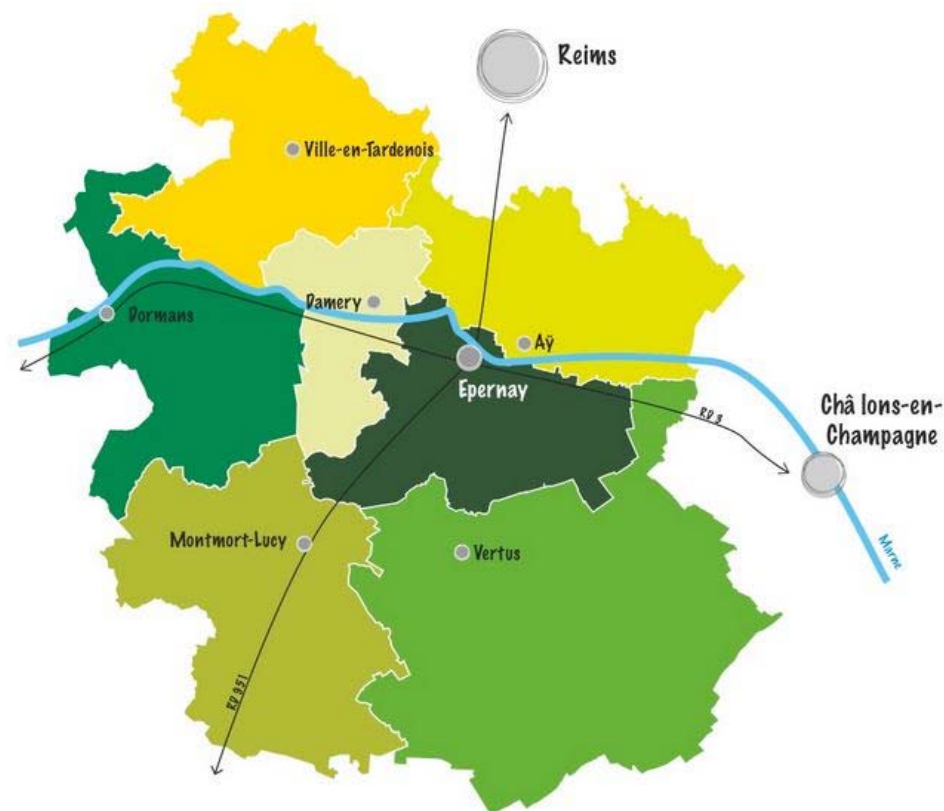 Reims
Ville-en-Tardenois
Damery
Dormans
Aÿ
Epernay
RD 3
Châ lons-en-
Champagne
Montmort-Lucy
Vertus
Marne
RD 951